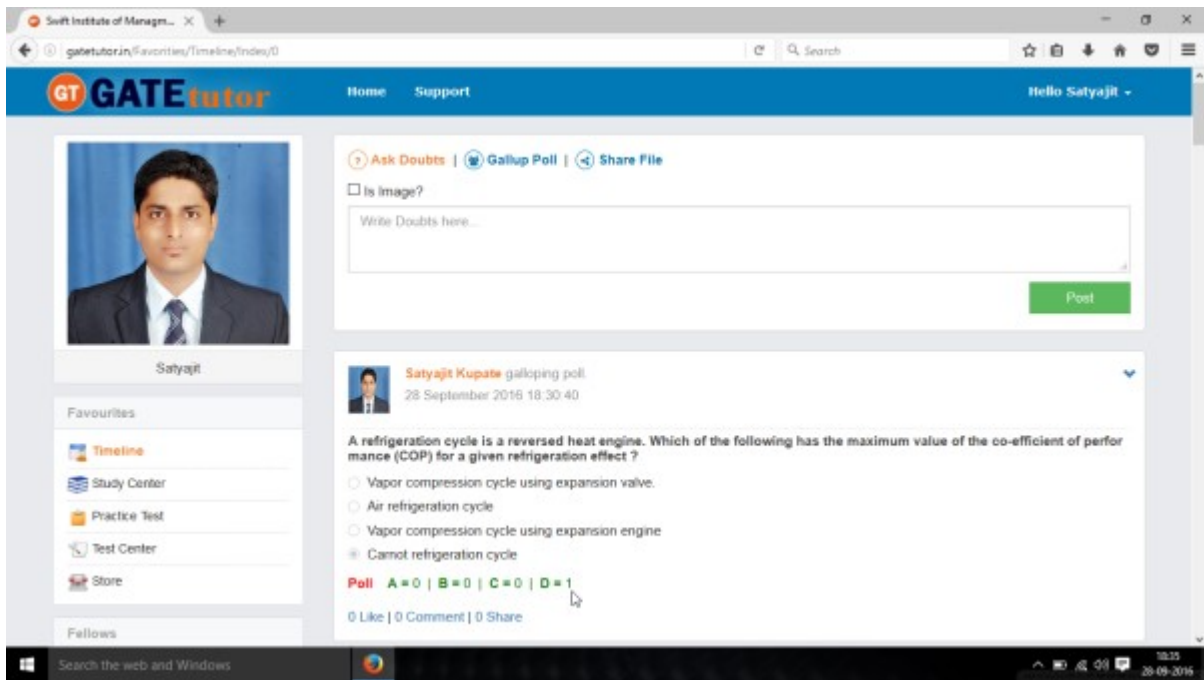 Swift Institute of Managm...
gatetutor.in/Favorities/Timeline/Index/0
Search
GT GATEtutor
Home Support
Hello Satyajit
Satyajit
Favourites
Timeline
Study Center
Practice Test
Test Center
Store
Fellows
Ask Doubts | Gallup Poll | Share File
Is Image?
Write Doubts here...
Post
Satyajit Kupate galloping poll.
28 September 2016 18:30:40
A refrigeration cycle is a reversed heat engine. Which of the following has the maximum value of the co-efficient of perfor
mance (COP) for a given refrigeration effect ?
Vapor compression cycle using expansion valve.
Air refrigeration cycle
Vapor compression cycle using expansion engine
Carnot refrigeration cycle
Poll A = 0 | B = 0 | C = 0 | D = 1
0 Like | 0 Comment | 0 Share
Search the web and Windows
18:35
28-09-2016